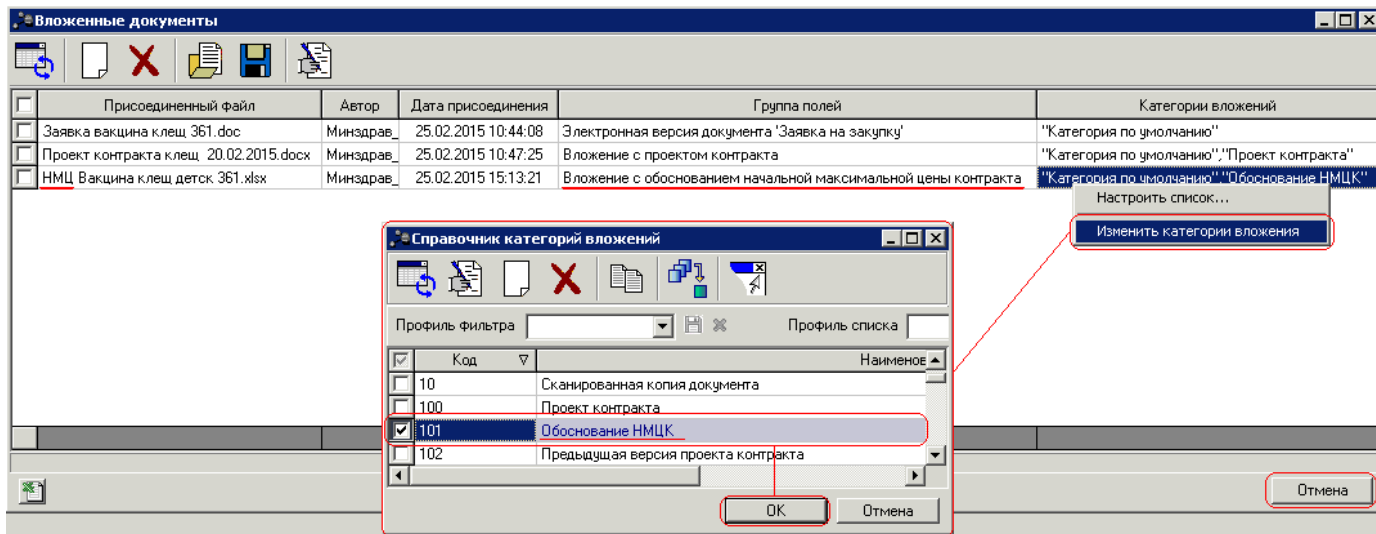 Вложенные документы
Присоединенный файл Автор Дата присоединения Группа полей Категории вложений
Заявка вакцина клещ 361.doc Минздрав_ 25.02.2015 10:44:08 Электронная версия документа 'Заявка на закупку' "Категория по умолчанию"
Проект контракта клещ 20.02.2015.docx Минздрав_ 25.02.2015 10:47:25 Вложение с проектом контракта "Категория по умолчанию","Проект контракта"
НМЦ Вакцина клещ детск 361.xlsx Минздрав_ 25.02.2015 15:13:21 Вложение с обоснованием начальной максимальной цены контракта "Категория по умолчанию","Обоснование НМЦК"
Настроить список...
Изменить категории вложения
Справочник категорий вложений
Профиль фильтра Профиль списка
Код Наименов
10 Сканированная копия документа
100 Проект контракта
101 Обоснование НМЦК
102 Предыдущая версия проекта контракта
OK Отмена
Отмена